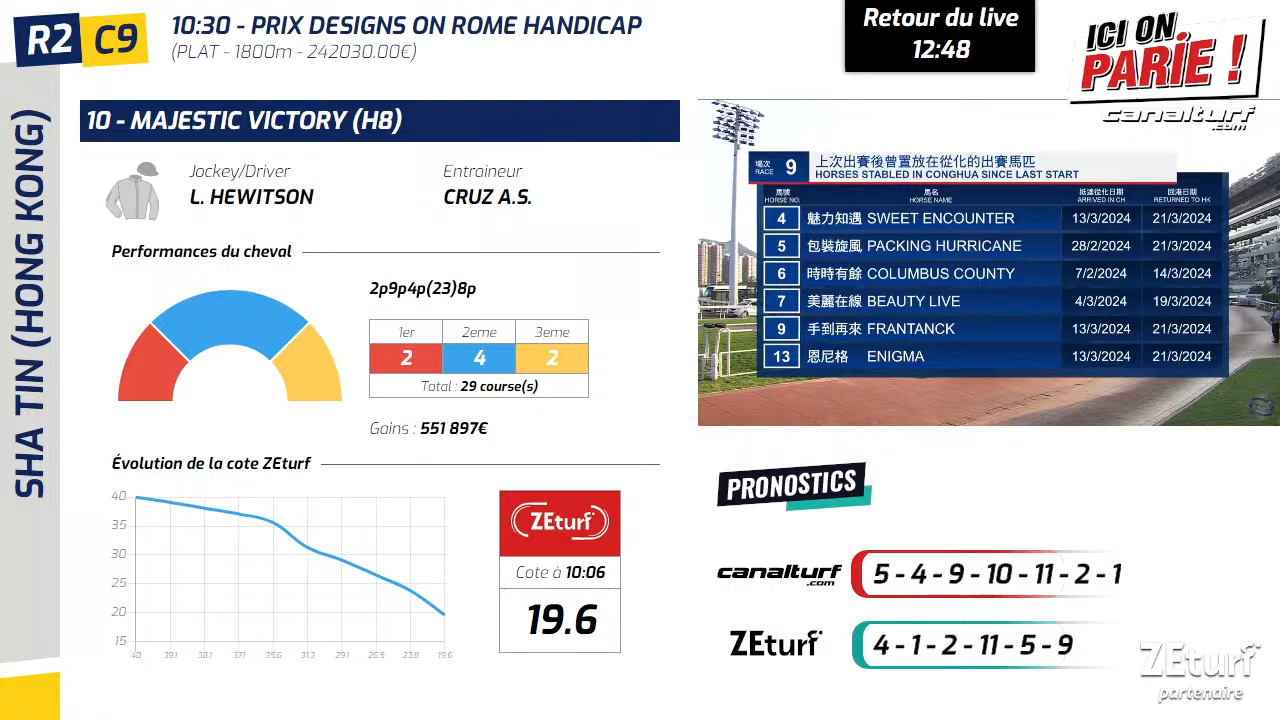 R2 C9
10:30 - PRIX DESIGNS ON ROME HANDICAP
(PLAT - 1800m - 242030.00€)
Retour du live
12:48
ICI ON
PARIE !
canalturf
.com
SHA TIN (HONG KONG)
10 - MAJESTIC VICTORY (H8)
Jockey/Driver
L. HEWITSON
Entraineur
CRUZ A.S.
Performances du cheval
2p9p4p(23)8p
1er 2eme 3eme
2 4 2
Total : 29 course(s)
Gains : 551 897€
Évolution de la cote ZEturf
40
35
30
25
20
15
40 39.1 38.1 37.1 35.6 31.3 29.1 26.5 23.8 19.6
ZEturf
Cote à 10:06
19.6
場次 RACE 9
上次出賽後曾置放在從化的出賽馬匹
HORSES STABLED IN CONGHUA SINCE LAST START
馬號 馬名 抵達從化日期 回港日期
HORSE NO. HORSE NAME ARRIVED IN CH RETURNED TO HK
4 魅力知遇 SWEET ENCOUNTER 13/3/2024 21/3/2024
5 包裝旋風 PACKING HURRICANE 28/2/2024 21/3/2024
6 時時有餘 COLUMBUS COUNTY 7/2/2024 14/3/2024
7 美麗在線 BEAUTY LIVE 4/3/2024 19/3/2024
9 手到再來 FRANTANCK 13/3/2024 21/3/2024
13 恩尼格 ENIGMA 13/3/2024 21/3/2024
PRONOSTICS
canalturf
.com
5 - 4 - 9 - 10 - 11 - 2 - 1
ZEturf
4 - 1 - 2 - 11 - 5 - 9
ZEturf
partenaire